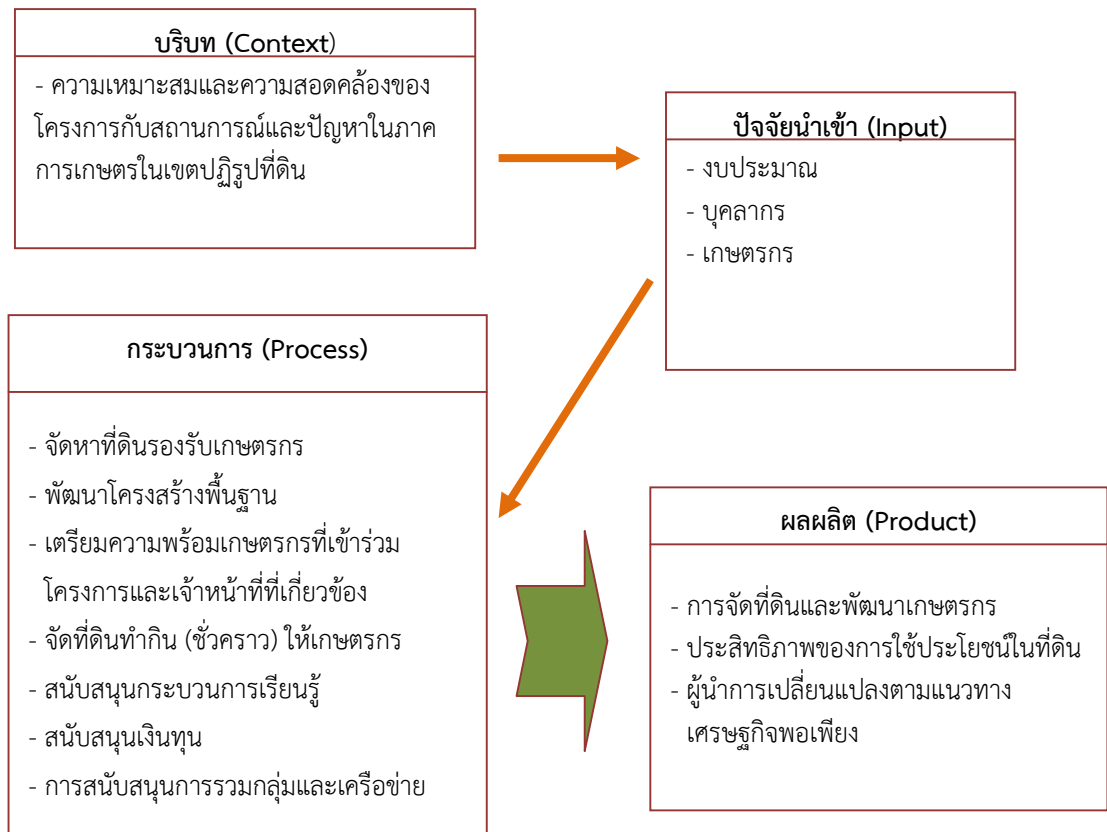 บริบท (Context)
- ความเหมาะสมและความสอดคล้องของ
โครงการกับสถานการณ์และปัญหาในภาค
การเกษตรในเขตปฏิรูปที่ดิน
ปัจจัยนำเข้า (Input)
- งบประมาณ
- บุคลากร
- เกษตรกร
กระบวนการ (Process)
- จัดหาที่ดินรองรับเกษตรกร
- พัฒนาโครงสร้างพื้นฐาน
- เตรียมความพร้อมเกษตรกรที่เข้าร่วม
โครงการและเจ้าหน้าที่ที่เกี่ยวข้อง
- จัดที่ดินทำกิน (ชั่วคราว) ให้เกษตรกร
- สนับสนุนกระบวนการเรียนรู้
- สนับสนุนเงินทุน
- การสนับสนุนการรวมกลุ่มและเครือข่าย
ผลผลิต (Product)
- การจัดที่ดินและพัฒนาเกษตรกร
- ประสิทธิภาพของการใช้ประโยชน์ในที่ดิน
- ผู้นำการเปลี่ยนแปลงตามแนวทาง
เศรษฐกิจพอเพียง